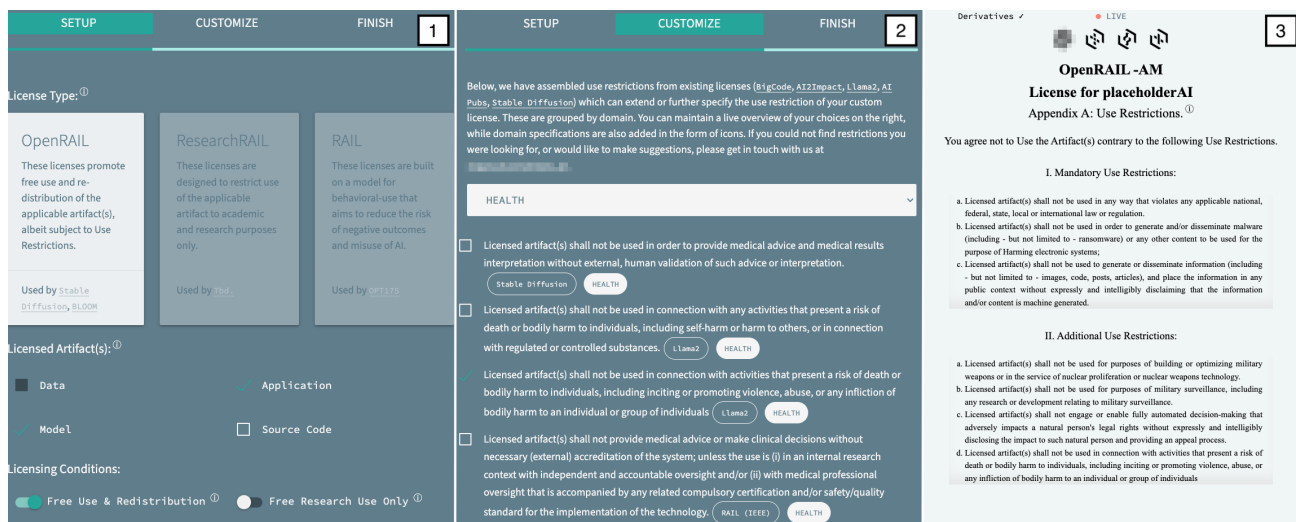 SETUP
CUSTOMIZE
FINISH
1
License Type:
OpenRAIL
These licenses promote
free use and re-
distribution of the
applicable artifact(s),
albeit subject to Use
Restrictions.
Used by Stable
Diffusion, BLOOM
ResearchRAIL
These licenses are
designed to restrict use
of the applicable
artifact to academic
and research purposes
only.
Used by Tbd.
RAIL
These licenses are built
on a model for
behavioral-use that
aims to reduce the risk
of negative outcomes
and misuse of AI.
Used by OPT175
Licensed Artifact(s):
Data
Application
Model
Source Code
Licensing Conditions:
Free Use & Redistribution
Free Research Use Only
SETUP
CUSTOMIZE
FINISH
2
Below, we have assembled use restrictions from existing licenses (BigCode, AI2Impact, Llama2, AI
Pubs, Stable Diffusion) which can extend or further specify the use restriction of your custom
license. These are grouped by domain. You can maintain a live overview of your choices on the right,
while domain specifications are also added in the form of icons. If you could not find restrictions you
were looking for, or would like to make suggestions, please get in touch with us at
HEALTH
Licensed artifact(s) shall not be used in order to provide medical advice and medical results
interpretation without external, human validation of such advice or interpretation.
Stable Diffusion HEALTH
Licensed artifact(s) shall not be used in connection with any activities that present a risk of
death or bodily harm to individuals, including self-harm or harm to others, or in connection
with regulated or controlled substances. Llama2 HEALTH
Licensed artifact(s) shall not be used in connection with activities that present a risk of death or
bodily harm to individuals, including inciting or promoting violence, abuse, or any infliction of
bodily harm to an individual or group of individuals Llama2 HEALTH
Licensed artifact(s) shall not provide medical advice or make clinical decisions without
necessary (external) accreditation of the system; unless the use is (i) in an internal research
context with independent and accountable oversight and/or (ii) with medical professional
oversight that is accompanied by any related compulsory certification and/or safety/quality
standard for the implementation of the technology. RAIL (IEEE) HEALTH
Derivatives ✓
LIVE
3
OpenRAIL -AM
License for placeholderAI
Appendix A: Use Restrictions.
You agree not to Use the Artifact(s) contrary to the following Use Restrictions.
I. Mandatory Use Restrictions:
a. Licensed artifact(s) shall not be used in any way that violates any applicable national,
federal, state, local or international law or regulation.
b. Licensed artifact(s) shall not be used in order to generate and/or disseminate malware
(including - but not limited to - ransomware) or any other content to be used for the
purpose of Harming electronic systems;
c. Licensed artifact(s) shall not be used to generate or disseminate information (including
- but not limited to - images, code, posts, articles), and place the information in any
public context without expressly and intelligibly disclaiming that the information
and/or content is machine generated.
II. Additional Use Restrictions:
a. Licensed artifact(s) shall not be used for purposes of building or optimizing military
weapons or in the service of nuclear proliferation or nuclear weapons technology.
b. Licensed artifact(s) shall not be used for purposes of military surveillance, including
any research or development relating to military surveillance.
c. Licensed artifact(s) shall not engage or enable fully automated decision-making that
adversely impacts a natural person's legal rights without expressly and intelligibly
disclosing the impact to such natural person and providing an appeal process.
d. Licensed artifact(s) shall not be used in connection with activities that present a risk of
death or bodily harm to individuals, including inciting or promoting violence, abuse, or
any infliction of bodily harm to an individual or group of individuals